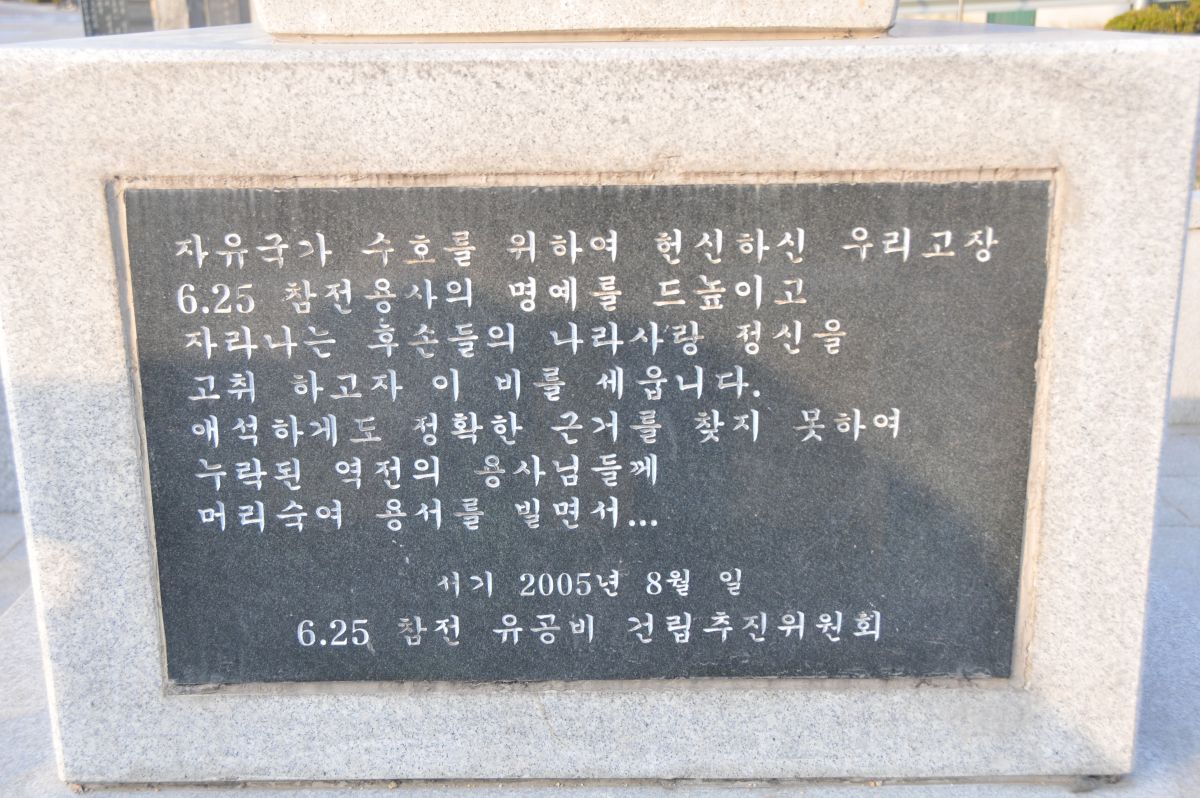 자유국가 수호를 위하여 헌신하신 우리고장
6.25 참전용사의 명예를 드높이고
자라나는 후손들의 나라사랑 정신을
고취 하고자 이 비를 세웁니다.
애석하게도 정확한 근거를 찾지 못하여
누락된 역전의 용사님들께
머리숙여 용서를 빌면서...
서기 2005년 8월 일
6.25 참전 유공비 건립추진위원회